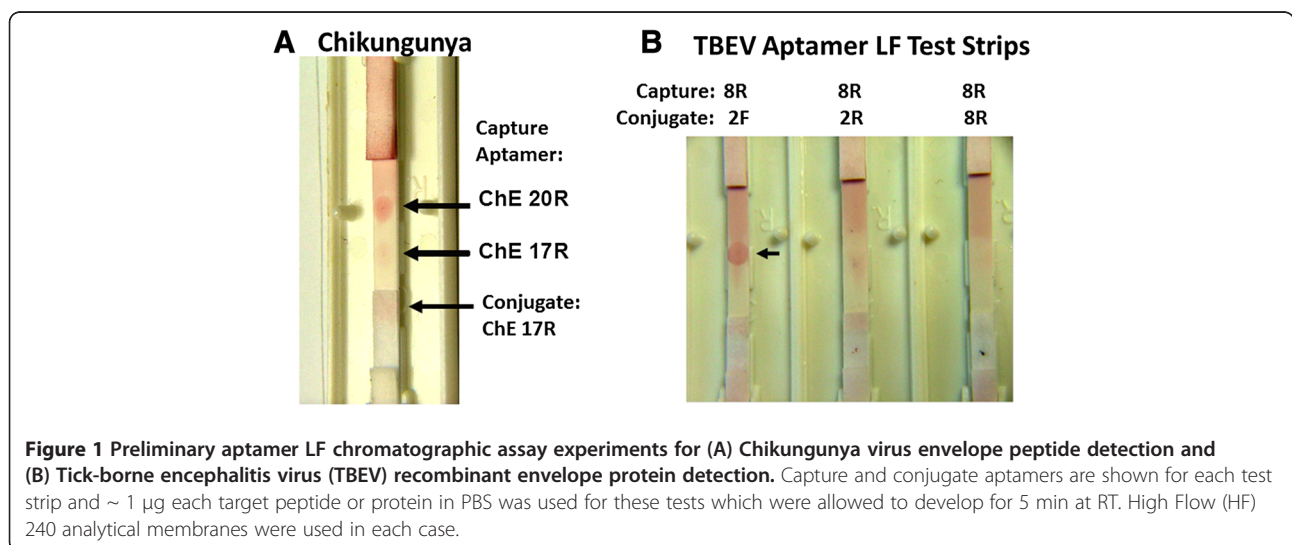 A Chikungunya
Capture
Aptamer:
ChE 20R
ChE 17R
Conjugate:
ChE 17R
B TBEV Aptamer LF Test Strips
Capture: 8R 8R 8R
Conjugate: 2F 2R 8R
Figure 1 Preliminary aptamer LF chromatographic assay experiments for (A) Chikungunya virus envelope peptide detection and
(B) Tick-borne encephalitis virus (TBEV) recombinant envelope protein detection. Capture and conjugate aptamers are shown for each test
strip and ~ 1 μg each target peptide or protein in PBS was used for these tests which were allowed to develop for 5 min at RT. High Flow (HF)
240 analytical membranes were used in each case.